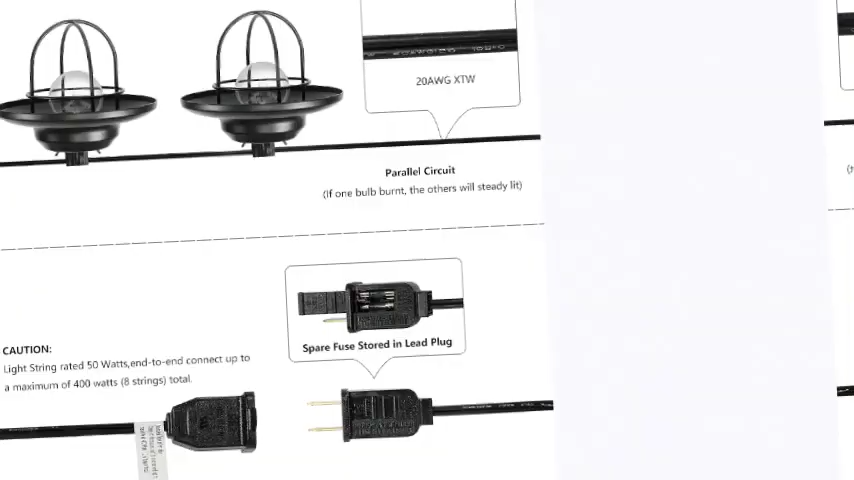 20AWG XTW
Parallel Circuit
(If one bulb burnt, the others will steady lit)
Spare Fuse Stored in Lead Plug
CAUTION:
Light String rated 50 Watts,end-to-end connect up to
a maximum of 400 watts (8 strings) total.